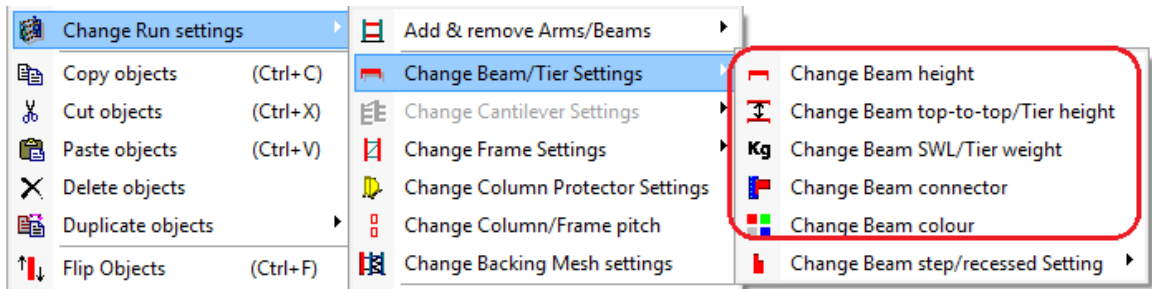 Change Run settings
Copy objects (Ctrl+C)
Cut objects (Ctrl+X)
Paste objects (Ctrl+V)
Delete objects
Duplicate objects
Flip Objects (Ctrl+F)
Add & remove Arms/Beams
Change Beam/Tier Settings
Change Cantilever Settings
Change Frame Settings
Change Column Protector Settings
Change Column/Frame pitch
Change Backing Mesh settings
Change Beam height
Change Beam top-to-top/Tier height
Kg Change Beam SWL/Tier weight
Change Beam connector
Change Beam colour
Change Beam step/recessed Setting